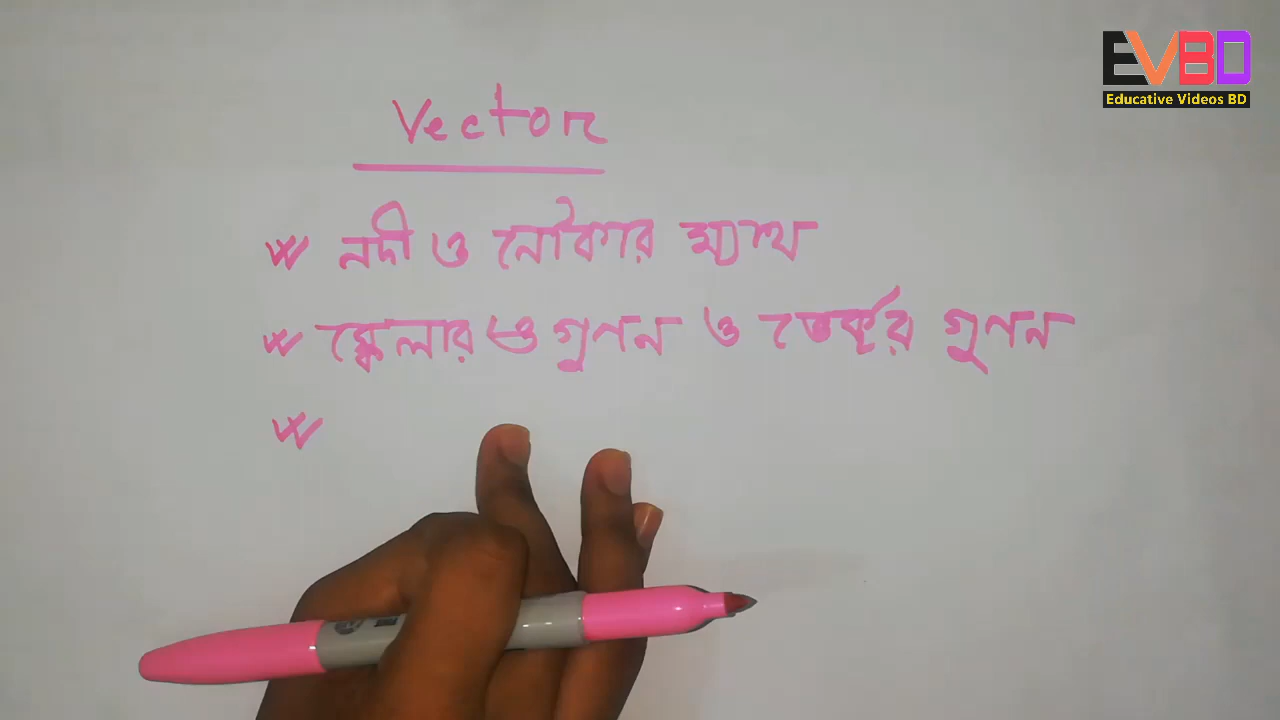 EVBD
Educative Videos BD
Vector
নদী ও নৌকার ম্যাথ
স্কেলার ও গুণন ও ভেক্টর গুণন